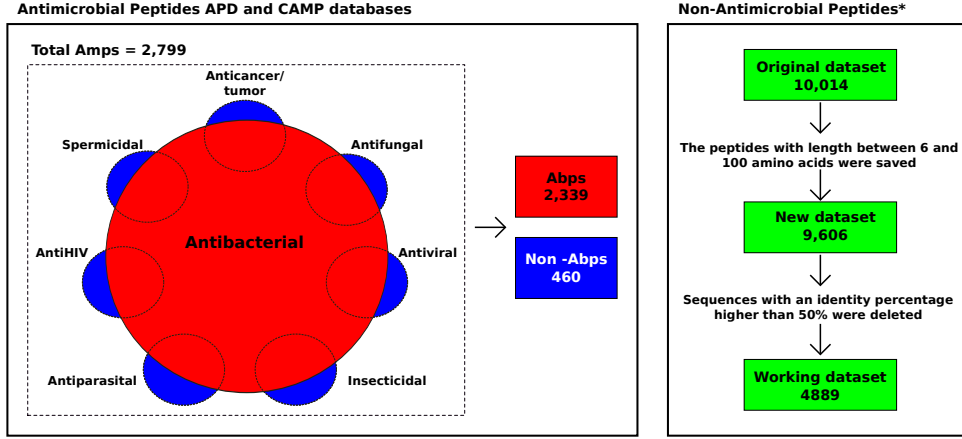 Antimicrobial Peptides APD and CAMP databases
Total Amps = 2,799
Anticancer/
tumor
Spermicidal
Antifungal
AntiHIV
Antibacterial
Antiviral
Antiparasital
Insecticidal
Abps
2,339
Non -Abps
460
Non-Antimicrobial Peptides*
Original dataset
10,014
The peptides with length between 6 and
100 amino acids were saved
New dataset
9,606
Sequences with an identity percentage
higher than 50% were deleted
Working dataset
4889